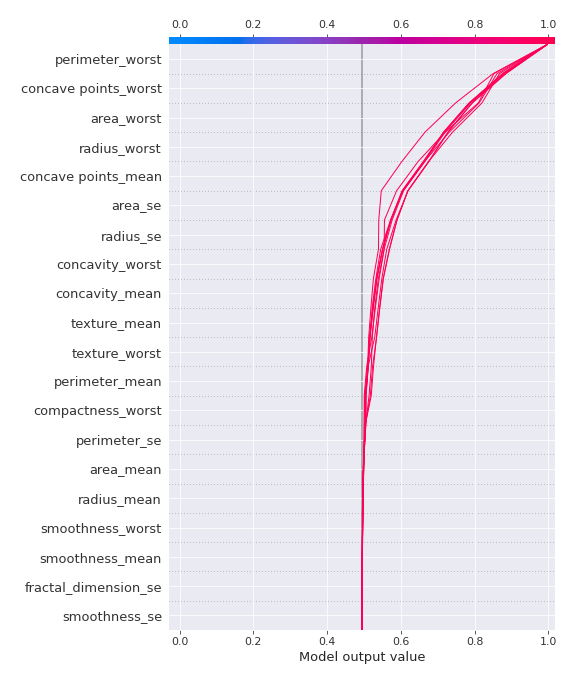 0.0 0.2 0.4 0.6 0.8 1.0
perimeter_worst
concave points_worst
area_worst
radius_worst
concave points_mean
area_se
radius_se
concavity_worst
concavity_mean
texture_mean
texture_worst
perimeter_mean
compactness_worst
perimeter_se
area_mean
radius_mean
smoothness_worst
smoothness_mean
fractal_dimension_se
smoothness_se
0.0 0.2 0.4 0.6 0.8 1.0
Model output value